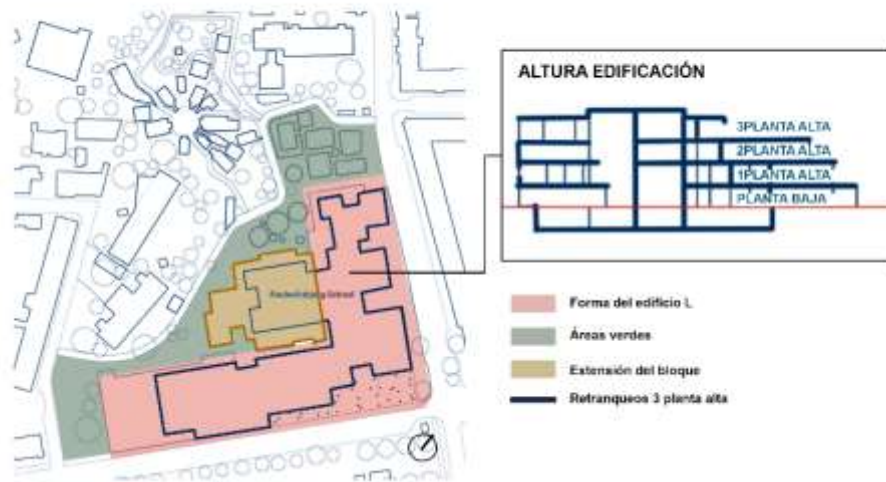 ALTURA EDIFICACIÓN
3PLANTA ALTA
2PLANTA ALTA
1PLANTA ALTA
PLANTA BAJA
School
Forma del edificio L
Áreas verdes
Extensión del bloque
Retranqueos 3 planta alta